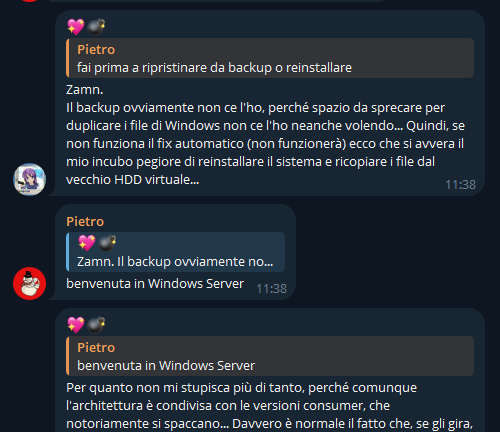 💖💣
Pietro
fai prima a ripristinare da backup o reinstallare
Zamn.
Il backup ovviamente non ce l'ho, perché spazio da sprecare per
duplicare i file di Windows non ce l'ho neanche volendo... Quindi, se
non funziona il fix automatico (non funzionerà) ecco che si avvera il
mio incubo pegiore di reinstallare il sistema e ricopiare i file dal
vecchio HDD virtuale...
11:38
Pietro
💖💣
Zamn. Il backup ovviamente no...
benvenuta in Windows Server
11:38
💖💣
Pietro
benvenuta in Windows Server
Per quanto non mi stupisca più di tanto, perché comunque
l'architettura è condivisa con le versioni consumer, che
notoriamente si spaccano... Davvero è normale il fatto che, se gli gira,